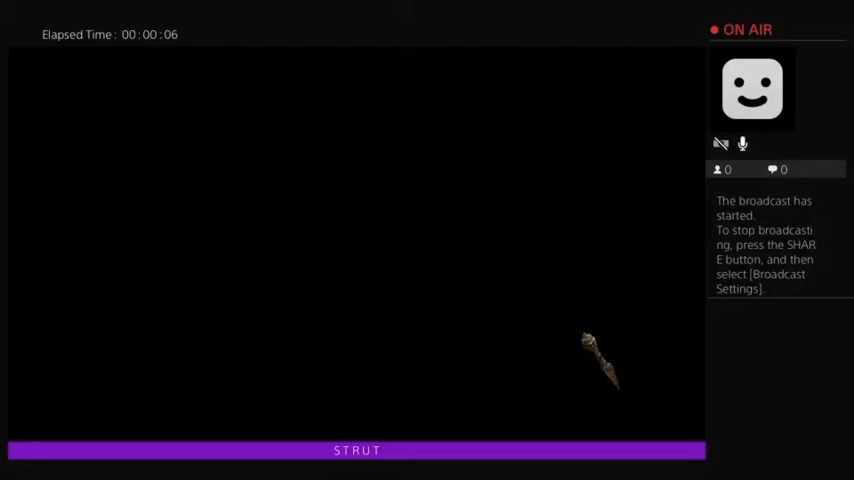 Elapsed Time : 00:00:06
ON AIR
0 0
The broadcast has
started.
To stop broadcasti
ng, press the SHAR
E button, and then
select [Broadcast
Settings].
STRUT